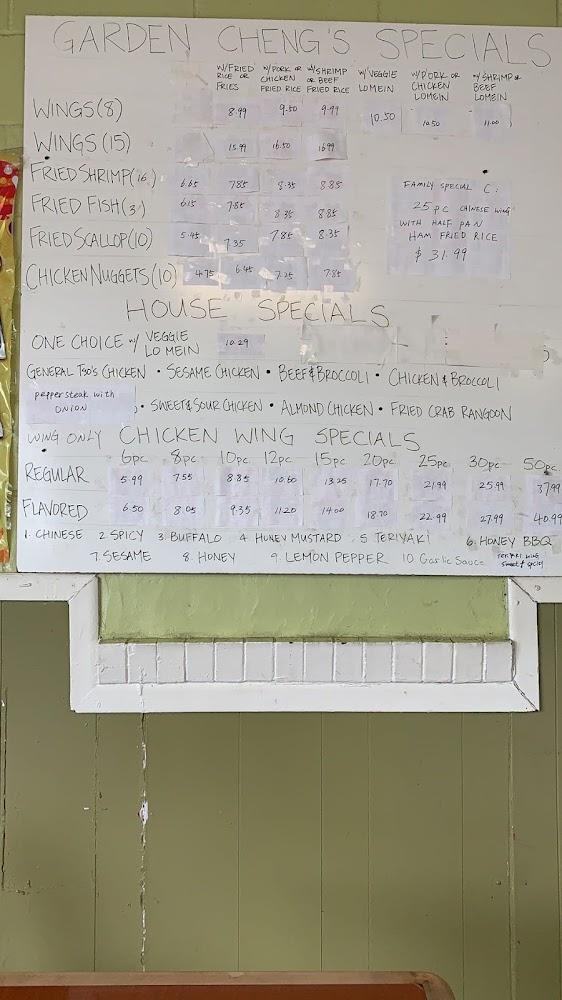 GARDEN CHENG'S SPECIALS
W/FRIED RICE OR FRIES W/PORK OR CHICKEN FRIED RICE W/SHRIMP OR BEEF FRIED RICE W/VEGGIE LOMEIN W/PORK OR CHICKEN LOMEIN W/SHRIMP OR BEEF LOMEIN
WINGS(8) 8.99 9.50 9.99 10.50 10.50 11.00
WINGS(15) 15.99 16.50 16.99
FRIED SHRIMP(16) 6.65 7.85 8.35 8.85
FRIED FISH(3) 6.15 7.85 8.35 8.85
FRIED SCALLOP(10) 5.45 7.35 7.85 8.35
CHICKEN NUGGETS(10) 4.75 6.45 7.25 7.85
FAMILY SPECIAL C:
25 PC CHINESE WING
WITH HALF PAN
HAM FRIED RICE
$31.99
HOUSE SPECIALS
ONE CHOICE W/ VEGGIE LO MEIN 10.29
GENERAL TSO'S CHICKEN • SESAME CHICKEN • BEEF & BROCCOLI • CHICKEN & BROCCOLI
pepper steak with ONION • SWEET & SOUR CHICKEN • ALMOND CHICKEN • FRIED CRAB RANGOON
WING ONLY CHICKEN WING SPECIALS
6pc 8pc 10pc 12pc 15pc 20pc 25pc 30pc 50pc
REGULAR 5.99 7.55 8.85 10.60 13.25 17.70 21.99 25.99 37.99
FLAVORED 6.50 8.05 9.35 11.20 14.00 18.70 22.99 27.99 40.99
1. CHINESE 2 SPICY 3. BUFFALO 4 HONEY MUSTARD 5 TERIYAKI 6. HONEY BBQ
7. SESAME 8. HONEY 9. LEMON PEPPER 10 Garlic Sauce